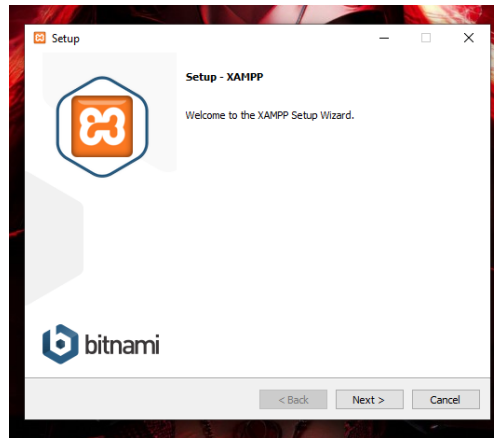 Setup
Setup - XAMPP
Welcome to the XAMPP Setup Wizard.
bitnami
< Back Next > Cancel